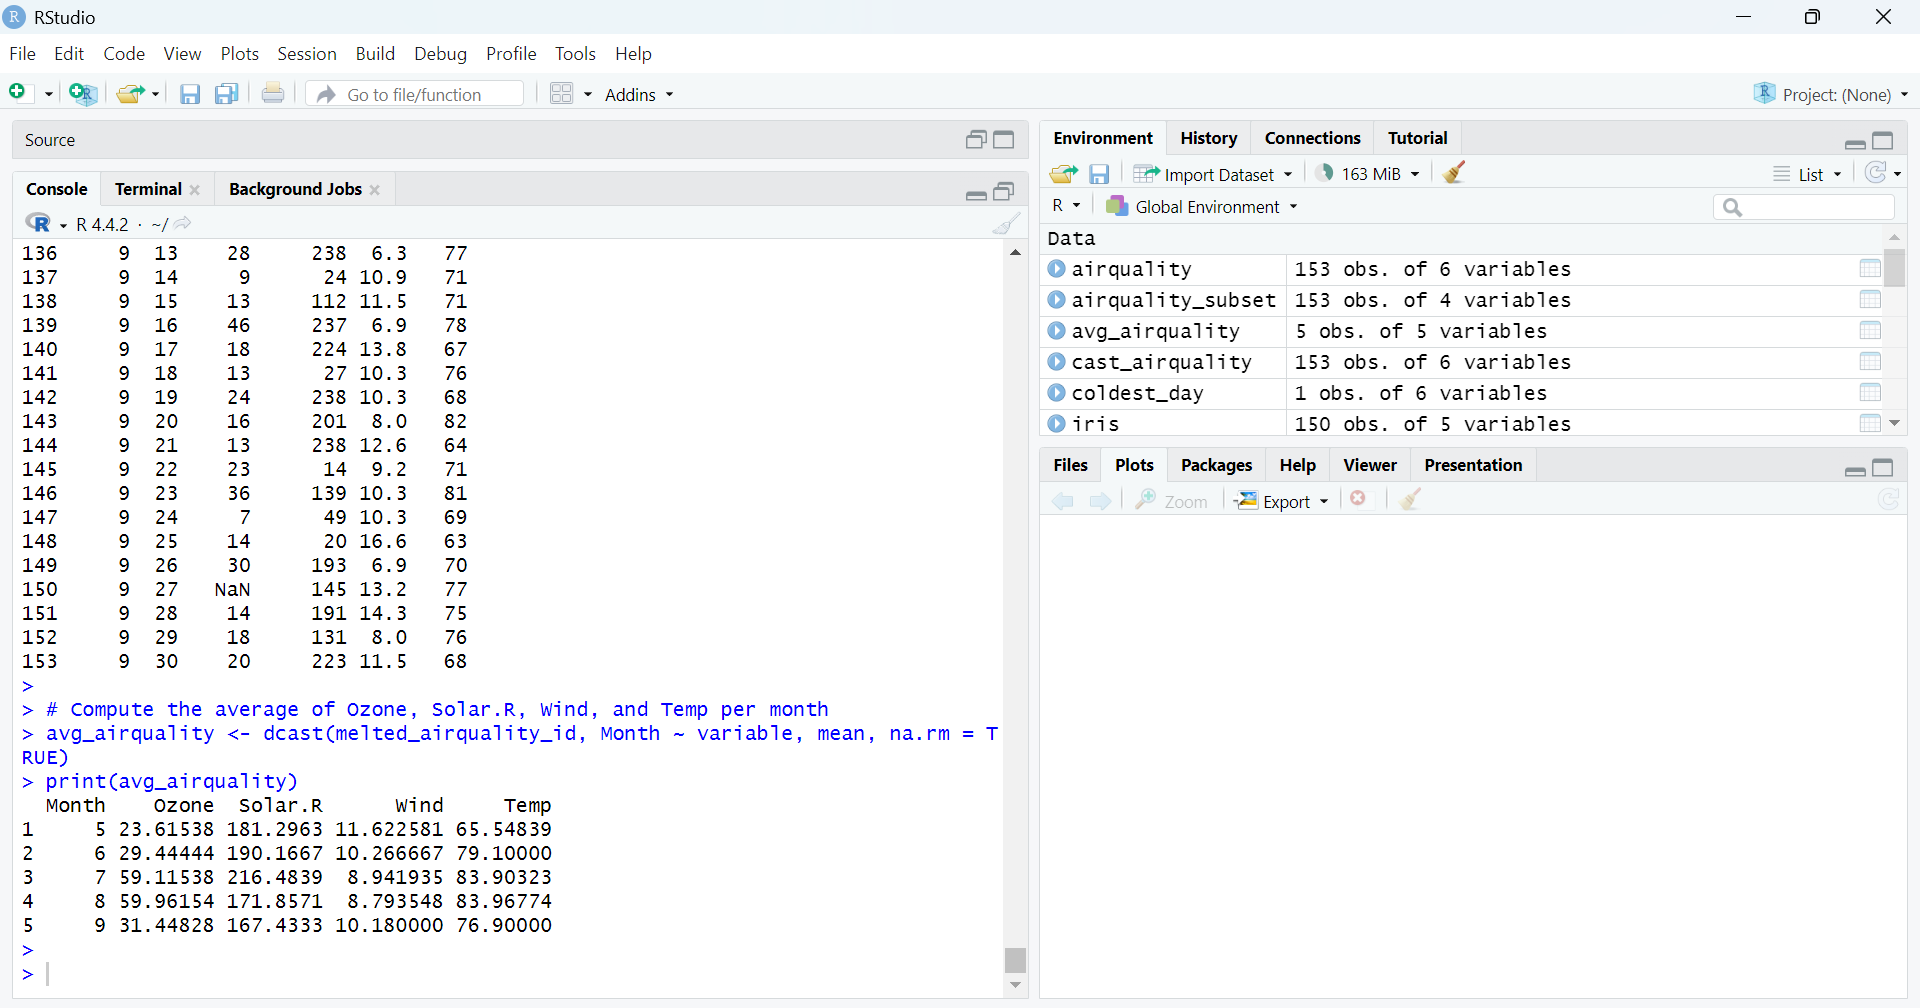 RStudio
File Edit Code View Plots Session Build Debug Profile Tools Help
Go to file/function Addins Project: (None)
Source
Console Terminal Background Jobs
R 4.4.2 · ~/
136 9 13 28 238 6.3 77
137 9 14 9 24 10.9 71
138 9 15 13 112 11.5 71
139 9 16 46 237 6.9 78
140 9 17 18 224 13.8 67
141 9 18 13 27 10.3 76
142 9 19 24 238 10.3 68
143 9 20 16 201 8.0 82
144 9 21 13 238 12.6 64
145 9 22 23 14 9.2 71
146 9 23 36 139 10.3 81
147 9 24 7 49 10.3 69
148 9 25 14 20 16.6 63
149 9 26 30 193 6.9 70
150 9 27 NaN 145 13.2 77
151 9 28 14 191 14.3 75
152 9 29 18 131 8.0 76
153 9 30 20 223 11.5 68
>
> # Compute the average of Ozone, Solar.R, Wind, and Temp per month
> avg_airquality <- dcast(melted_airquality_id, Month ~ variable, mean, na.rm = T
RUE)
> print(avg_airquality)
Month Ozone Solar.R Wind Temp
1 5 23.61538 181.2963 11.622581 65.54839
2 6 29.44444 190.1667 10.266667 79.10000
3 7 59.11538 216.4839 8.941935 83.90323
4 8 59.96154 171.8571 8.793548 83.96774
5 9 31.44828 167.4333 10.180000 76.90000
>
>
Environment History Connections Tutorial
Import Dataset 163 MiB List
R Global Environment
Data
airquality 153 obs. of 6 variables
airquality_subset 153 obs. of 4 variables
avg_airquality 5 obs. of 5 variables
cast_airquality 153 obs. of 6 variables
coldest_day 1 obs. of 6 variables
iris 150 obs. of 5 variables
Files Plots Packages Help Viewer Presentation
Zoom Export